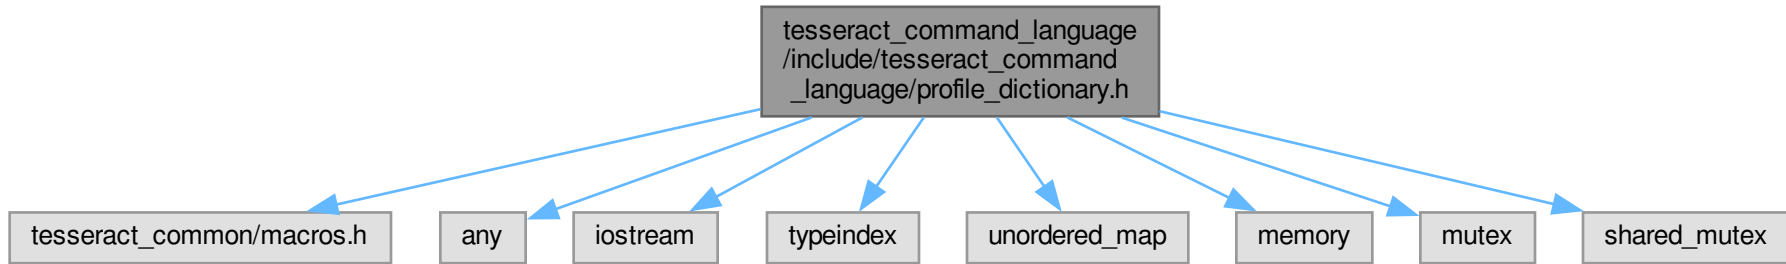 tesseract_command_language
/include/tesseract_command
_language/profile_dictionary.h
tesseract_common/macros.h
any
iostream
typeindex
unordered_map
memory
mutex
shared_mutex